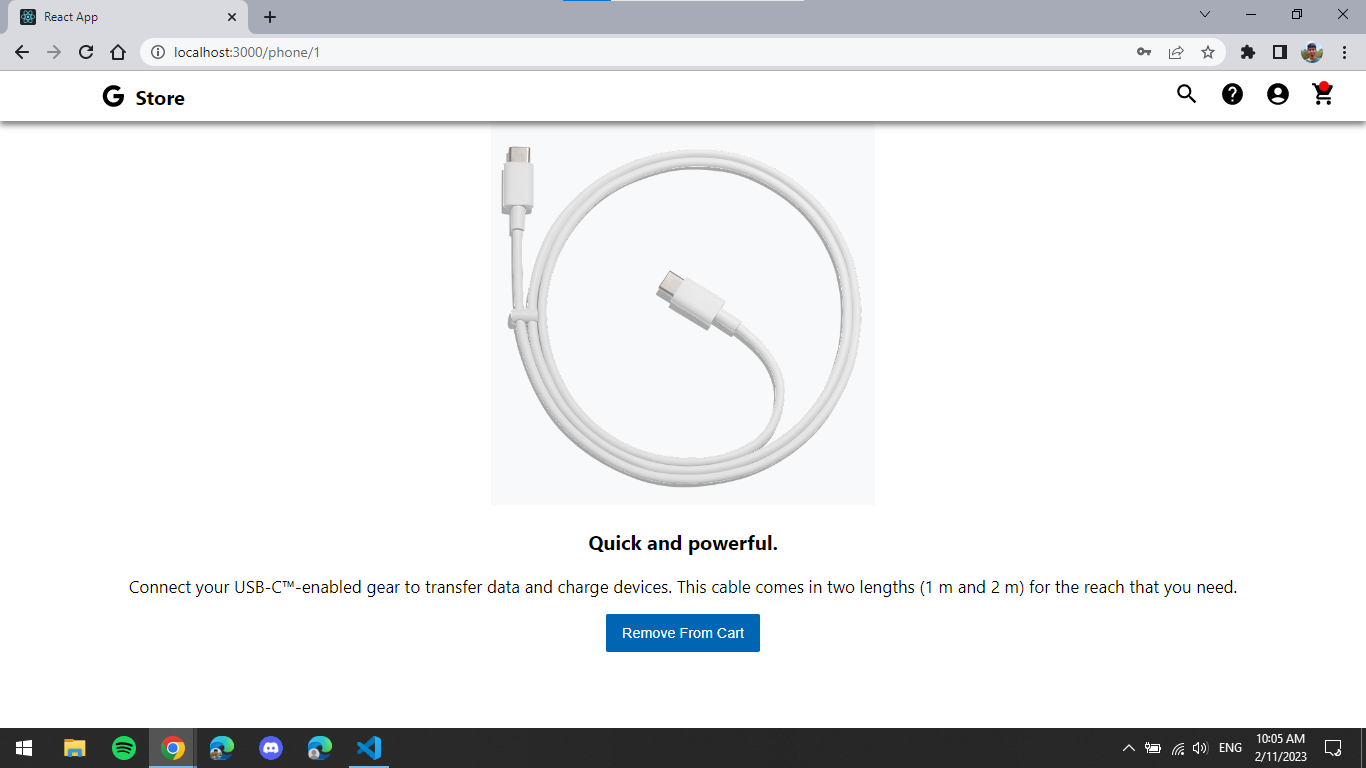 React App
localhost:3000/phone/1
G Store
Quick and powerful.
Connect your USB-C™-enabled gear to transfer data and charge devices. This cable comes in two lengths (1 m and 2 m) for the reach that you need.
Remove From Cart
ENG
10:05 AM
2/11/2023